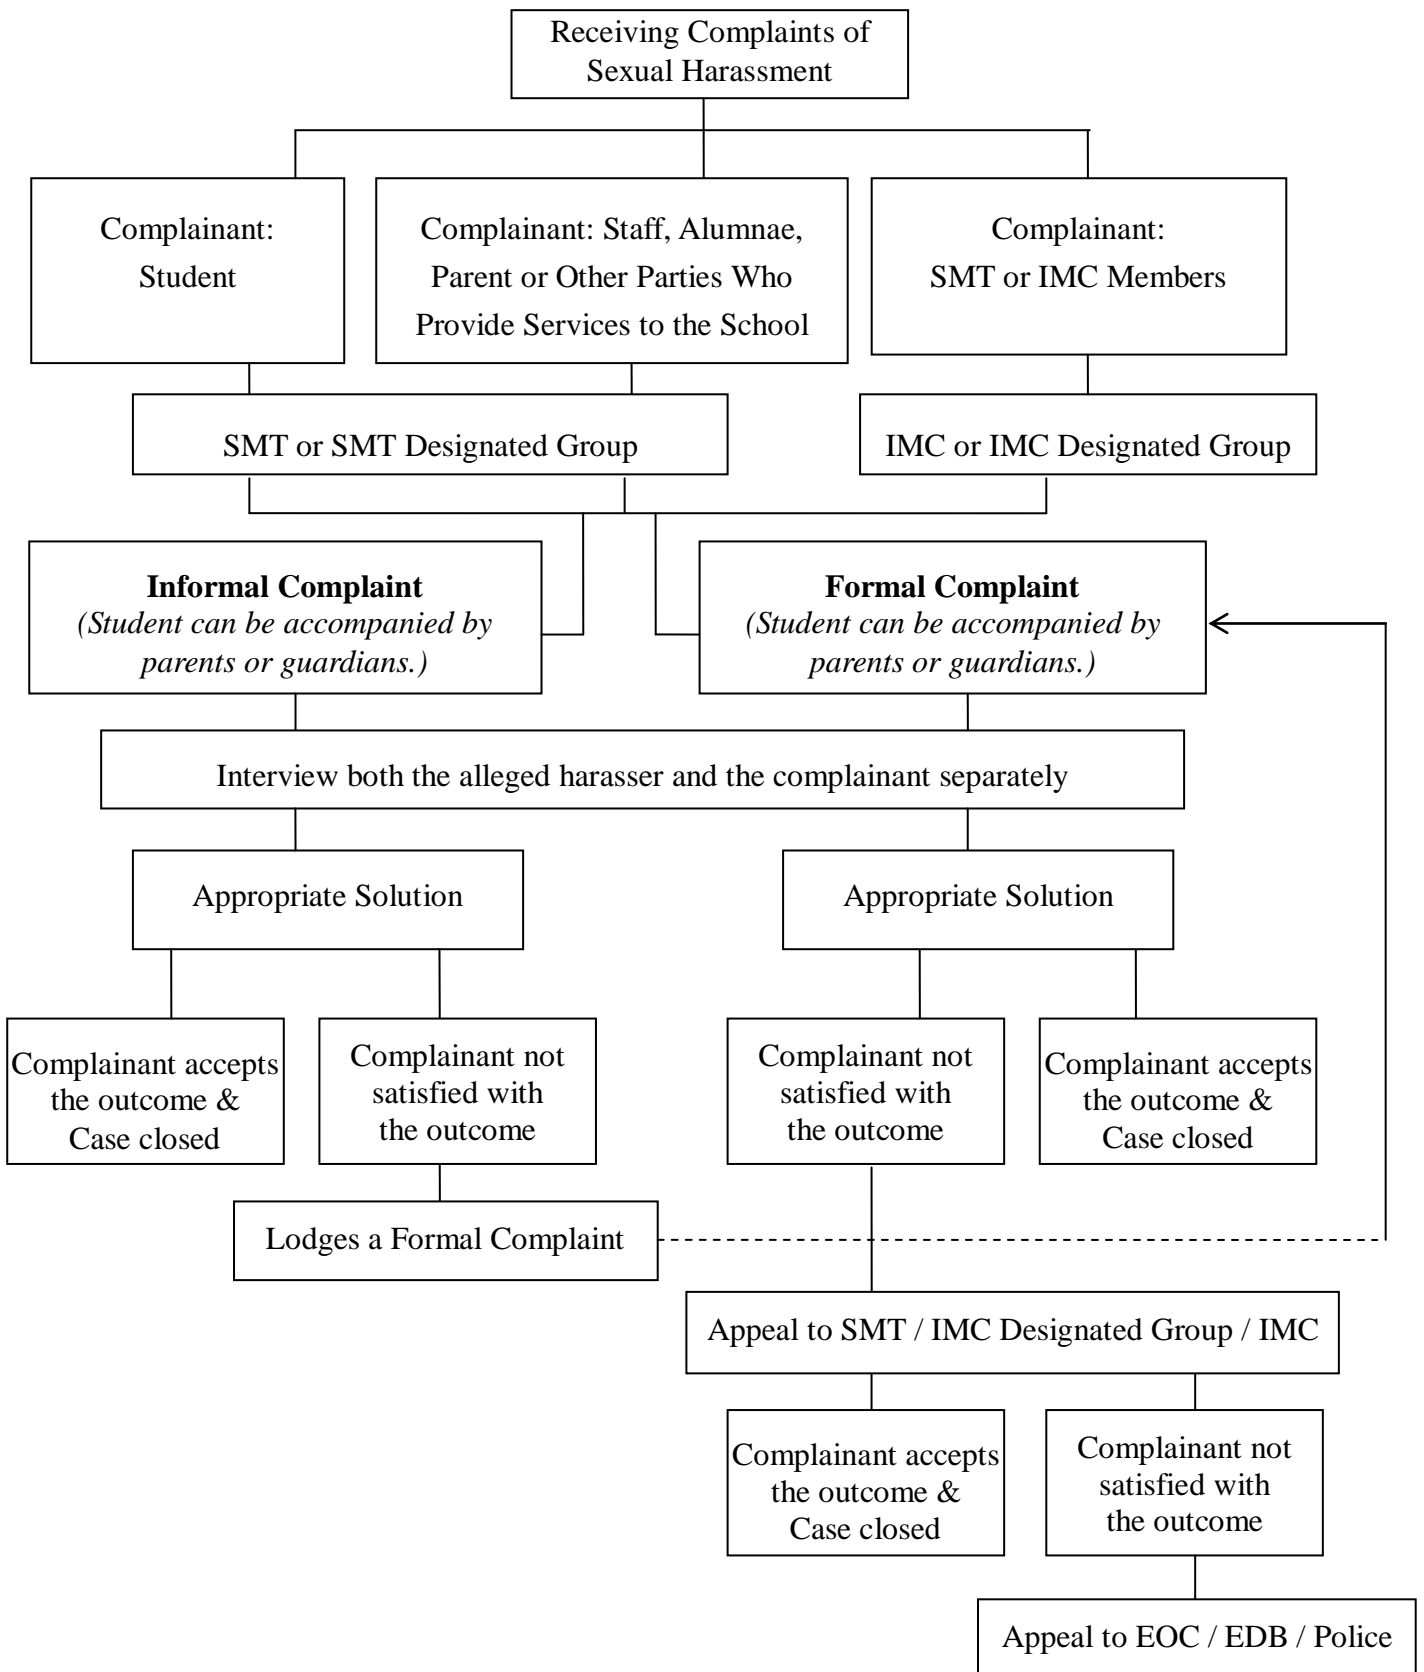 Receiving Complaints of
Sexual Harassment
Complainant:
Student
Complainant: Staff, Alumnae,
Parent or Other Parties Who
Provide Services to the School
Complainant:
SMT or IMC Members
SMT or SMT Designated Group
IMC or IMC Designated Group
Informal Complaint
(Student can be accompanied by
parents or guardians.)
Formal Complaint
(Student can be accompanied by
parents or guardians.)
Interview both the alleged harasser and the complainant separately
Appropriate Solution
Appropriate Solution
Complainant accepts
the outcome &
Case closed
Complainant not
satisfied with
the outcome
Complainant not
satisfied with
the outcome
Complainant accepts
the outcome &
Case closed
Lodges a Formal Complaint
Appeal to SMT / IMC Designated Group / IMC
Complainant accepts
the outcome &
Case closed
Complainant not
satisfied with
the outcome
Appeal to EOC / EDB / Police